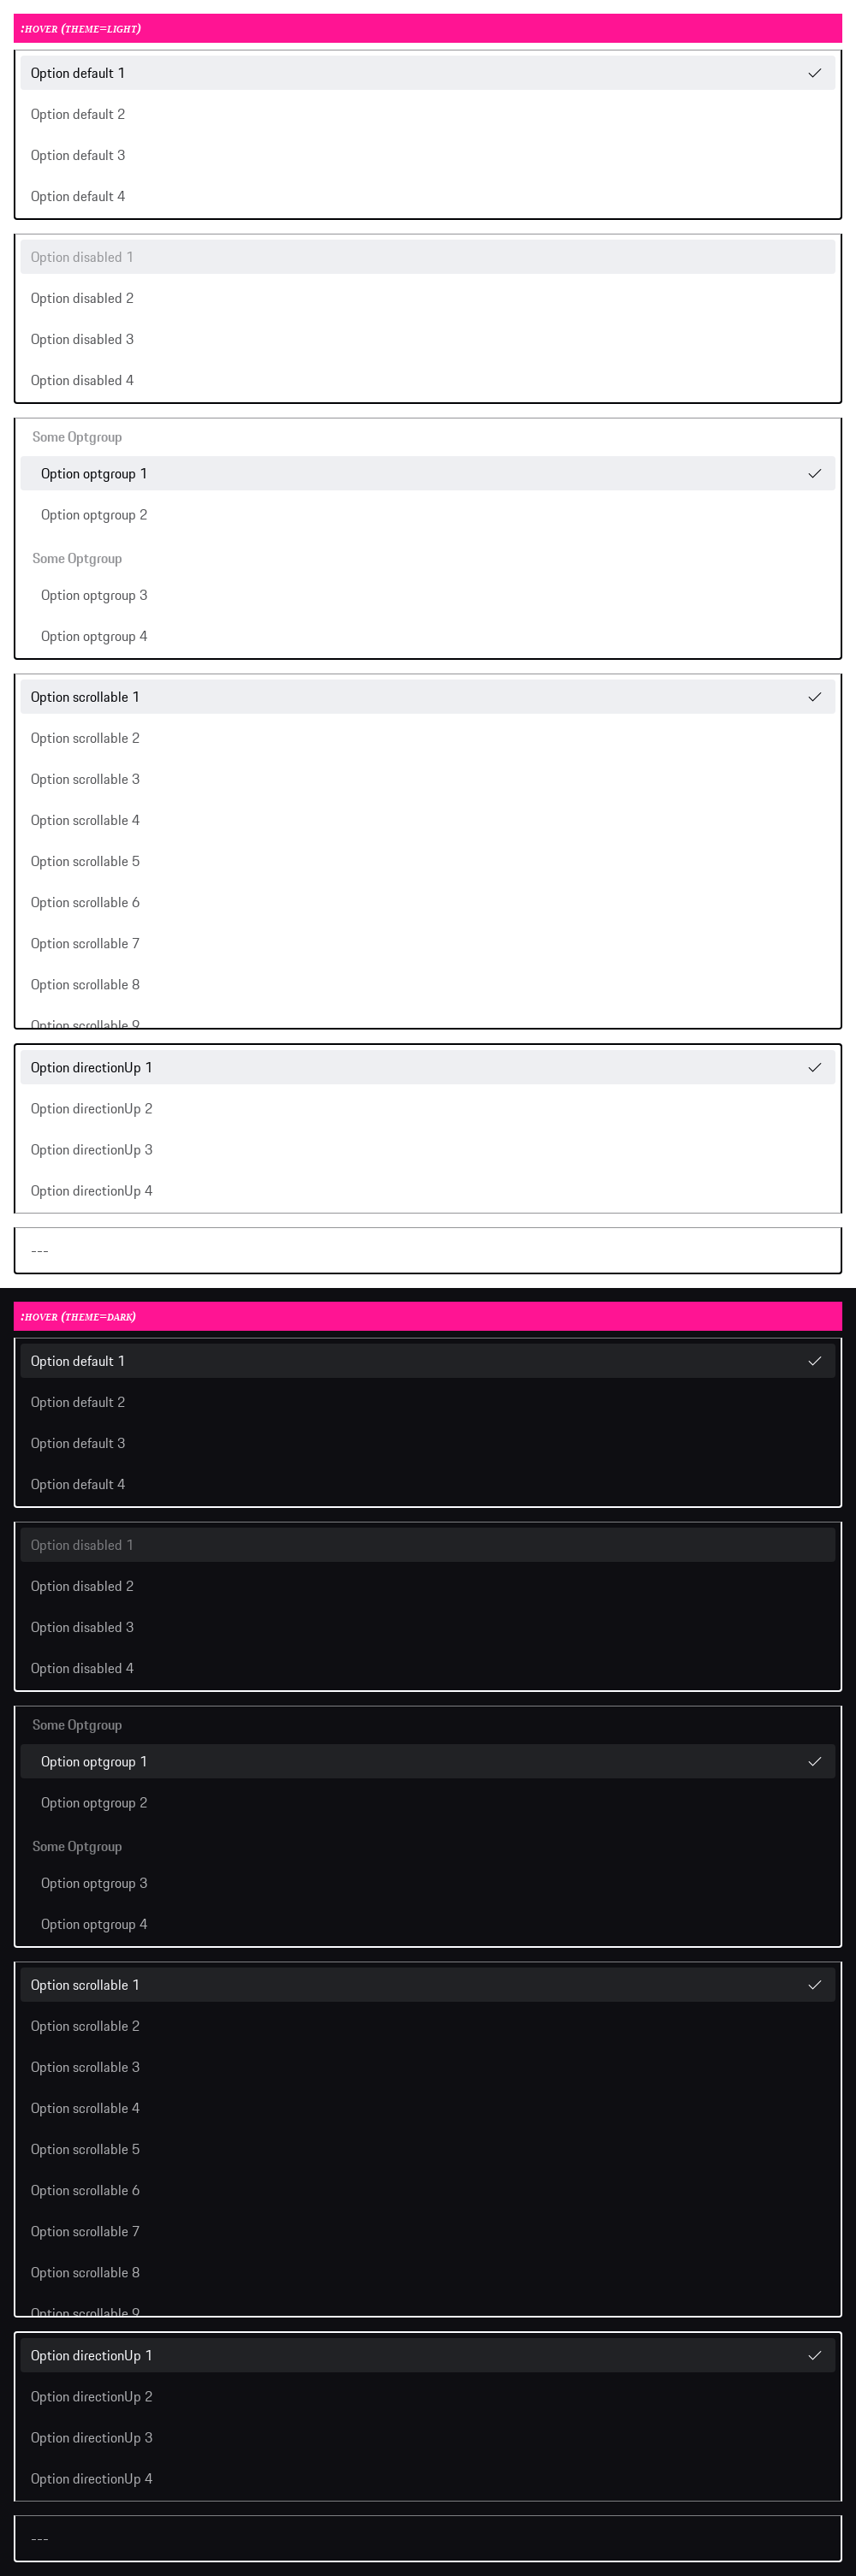 :HOVER (THEME=LIGHT)
Option default 1
Option default 2
Option default 3
Option default 4
Option disabled 1
Option disabled 2
Option disabled 3
Option disabled 4
Some Optgroup
Option optgroup 1
Option optgroup 2
Some Optgroup
Option optgroup 3
Option optgroup 4
Option scrollable 1
Option scrollable 2
Option scrollable 3
Option scrollable 4
Option scrollable 5
Option scrollable 6
Option scrollable 7
Option scrollable 8
Option scrollable 9
Option directionUp 1
Option directionUp 2
Option directionUp 3
Option directionUp 4
---
:HOVER (THEME=DARK)
Option default 1
Option default 2
Option default 3
Option default 4
Option disabled 1
Option disabled 2
Option disabled 3
Option disabled 4
Some Optgroup
Option optgroup 1
Option optgroup 2
Some Optgroup
Option optgroup 3
Option optgroup 4
Option scrollable 1
Option scrollable 2
Option scrollable 3
Option scrollable 4
Option scrollable 5
Option scrollable 6
Option scrollable 7
Option scrollable 8
Option scrollable 9
Option directionUp 1
Option directionUp 2
Option directionUp 3
Option directionUp 4
---